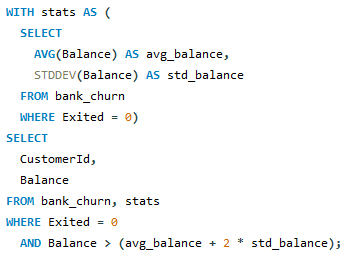 WITH stats AS (
  SELECT
    AVG(Balance) AS avg_balance,
    STDDEV(Balance) AS std_balance
  FROM bank_churn
  WHERE Exited = 0)
SELECT
  CustomerId,
  Balance
FROM bank_churn, stats
WHERE Exited = 0
  AND Balance > (avg_balance + 2 * std_balance);